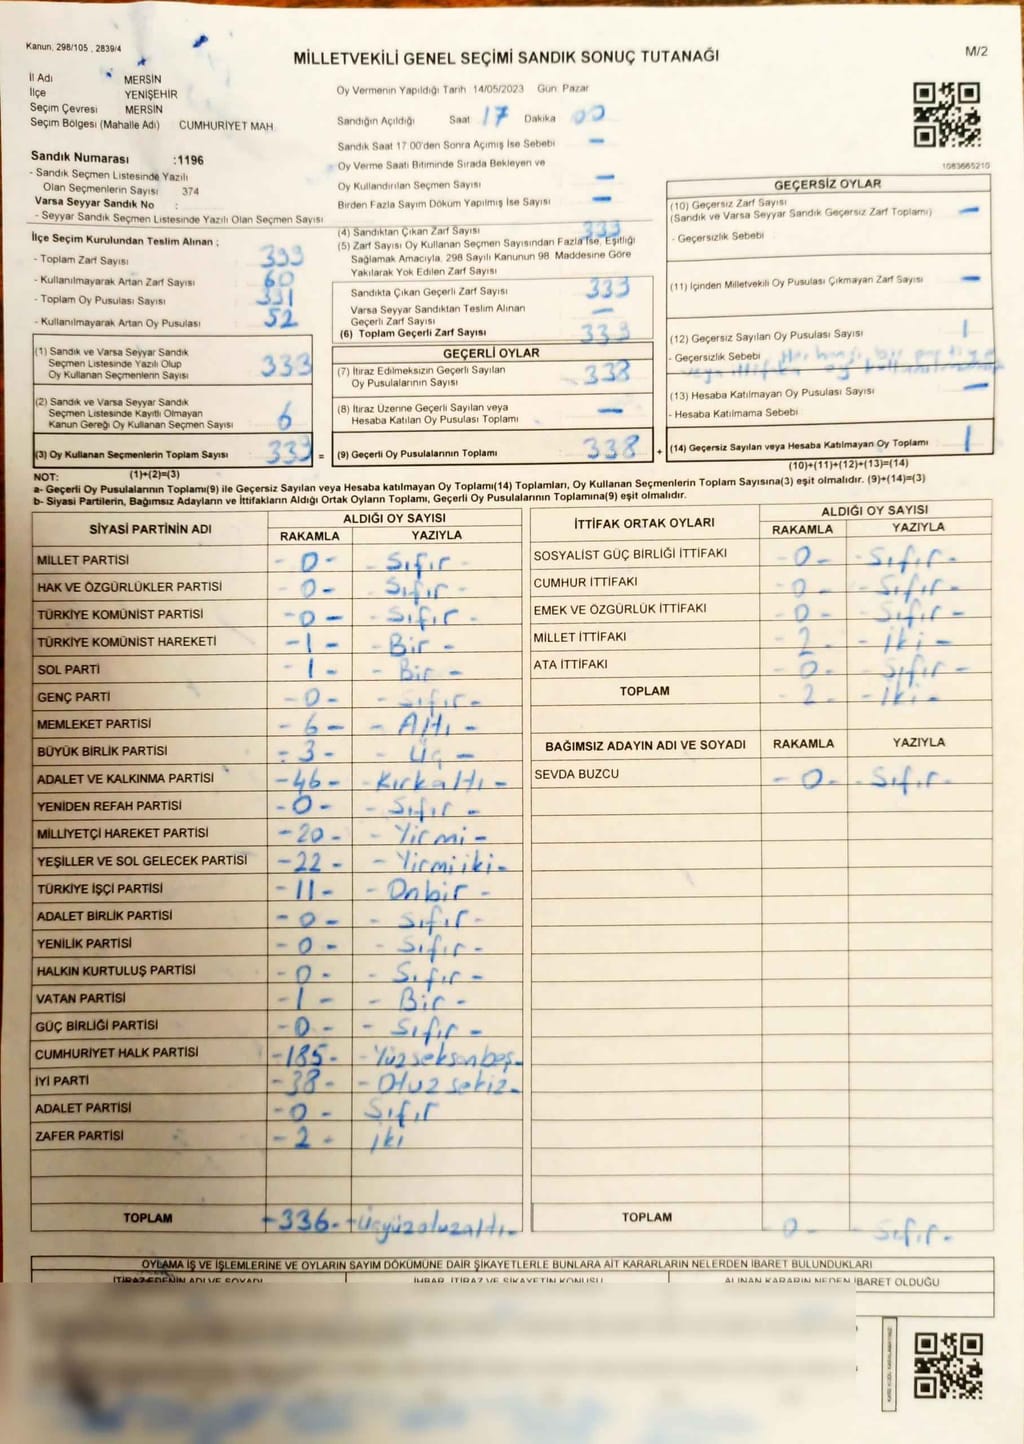 Kanun, 298/105 , 2839/4
MİLLETVEKİLİ GENEL SEÇİMİ SANDIK SONUÇ TUTANAĞI
M/2
İl Adı MERSİN
İlçe YENİŞEHİR
Seçim Çevresi MERSİN
Seçim Bölgesi (Mahalle Adı) CUMHURİYET MAH
Sandık Numarası :1196
- Sandık Seçmen Listesinde Yazılı
Olan Seçmenlerin Sayısı 374
Varsa Seyyar Sandık No :
- Seyyar Sandık Seçmen Listesinde Yazılı Olan Seçmen Sayısı
Oy Vermenin Yapıldığı Tarih 14/05/2023 Gün Pazar
Sandığın Açıldığı Saat 17 Dakika 00
Sandık Saat 17 00'den Sonra Açımış İse Sebebi —
Oy Verme Saati Bitiminde Sırada Bekleyen ve
Oy Kullandırılan Seçmen Sayısı —
Birden Fazla Sayım Döküm Yapılmış İse Sayısı —
1083665210
İlçe Seçim Kurulundan Teslim Alınan ;
- Toplam Zarf Sayısı
- Kullanılmayarak Artan Zarf Sayısı 60
- Toplam Oy Pusulası Sayısı
- Kullanılmayarak Artan Oy Pusulası 52
(1) Sandık ve Varsa Seyyar Sandık
Seçmen Listesinde Yazılı Olup
Oy Kullanan Seçmenlerin Sayısı 333
(2) Sandık ve Varsa Seyyar Sandık
Seçmen Listesinde Kayıtlı Olmayan
Kanun Gereği Oy Kullanan Seçmen Sayısı 6
(3) Oy Kullanan Seçmenlerin Toplam Sayısı
(1)+(2)=(3)
(4) Sandıktan Çıkan Zarf Sayısı
(5) Zarf Sayısı Oy Kullanan Seçmen Sayısından Fazla İse, Eşitliği
Sağlamak Amacıyla, 298 Sayılı Kanunun 98 Maddesine Göre
Yakılarak Yok Edilen Zarf Sayısı
Sandıkta Çıkan Geçerli Zarf Sayısı 333
Varsa Seyyar Sandıktan Teslim Alınan
Geçerli Zarf Sayısı —
(6) Toplam Geçerli Zarf Sayısı
GEÇERLİ OYLAR
(7) İtiraz Edilmeksizin Geçerli Sayılan
Oy Pusulalarının Sayısı 338
(8) İtiraz Üzerine Geçerli Sayılan veya
Hesaba Katılan Oy Pusulası Toplamı —
= (9) Geçerli Oy Pusulalarının Toplamı 338 +
GEÇERSİZ OYLAR
(10) Geçersiz Zarf Sayısı —
(Sandık ve Varsa Seyyar Sandık Geçersiz Zarf Toplamı)
- Geçersizlik Sebebi
(11) İçinden Milletvekili Oy Pusulası Çıkmayan Zarf Sayısı —
(12) Geçersiz Sayılan Oy Pusulası Sayısı 1
- Geçersizlik Sebebi Herhangi bir partiye
veya ittifaka oy
(13) Hesaba Katılmayan Oy Pusulası Sayısı —
- Hesaba Katılmama Sebebi
(14) Geçersiz Sayılan veya Hesaba Katılmayan Oy Toplamı 1
(10)+(11)+(12)+(13)=(14)
NOT:
a- Geçerli Oy Pusulalarının Toplamı(9) ile Geçersiz Sayılan veya Hesaba katılmayan Oy Toplamı(14) Toplamları, Oy Kullanan Seçmenlerin Toplam Sayısına(3) eşit olmalıdır. (9)+(14)=(3)
b- Siyasi Partilerin, Bağımsız Adayların ve İttifakların Aldığı Ortak Oyların Toplamı, Geçerli Oy Pusulalarının Toplamına(9) eşit olmalıdır.
SİYASİ PARTİNİN ADI ALDIĞI OY SAYISI
RAKAMLA YAZIYLA
MİLLET PARTİSİ - 0 - - Sıfır -
HAK VE ÖZGÜRLÜKLER PARTİSİ - 0 - - Sıfır -
TÜRKİYE KOMÜNİST PARTİSİ - 0 - - Sıfır -
TÜRKİYE KOMÜNİST HAREKETİ - 1 - - Bir -
SOL PARTİ - 1 - - Bir -
GENÇ PARTİ - 0 - - Sıfır -
MEMLEKET PARTİSİ - 6 - - Altı -
BÜYÜK BİRLİK PARTİSİ - 3 - - Üç -
ADALET VE KALKINMA PARTİSİ - 46 - - Kırkaltı -
YENİDEN REFAH PARTİSİ - 0 - - Sıfır -
MİLLİYETÇİ HAREKET PARTİSİ - 20 - - Yirmi -
YEŞİLLER VE SOL GELECEK PARTİSİ - 22 - - Yirmiiki -
TÜRKİYE İŞÇİ PARTİSİ - 11 - - Onbir -
ADALET BİRLİK PARTİSİ - 0 - - Sıfır -
YENİLİK PARTİSİ - 0 - - Sıfır -
HALKIN KURTULUŞ PARTİSİ - 0 - - Sıfır -
VATAN PARTİSİ - 1 - - Bir -
GÜÇ BİRLİĞİ PARTİSİ - 0 - - Sıfır -
CUMHURİYET HALK PARTİSİ - 185 - - Yüzseksenbeş -
İYİ PARTİ - 38 - - Otuzsekiz -
ADALET PARTİSİ - 0 - Sıfır
ZAFER PARTİSİ - 2 - iki
TOPLAM - 336 - - Üçyüzotuzaltı -
İTTİFAK ORTAK OYLARI ALDIĞI OY SAYISI
RAKAMLA YAZIYLA
SOSYALİST GÜÇ BİRLİĞİ İTTİFAKI - 0 - - Sıfır -
CUMHUR İTTİFAKI - 0 - - Sıfır -
EMEK VE ÖZGÜRLÜK İTTİFAKI - 0 - - Sıfır -
MİLLET İTTİFAKI - 2 - - İki -
ATA İTTİFAKI - 0 - - Sıfır -
TOPLAM - 2 - - İki -
BAĞIMSIZ ADAYIN ADI VE SOYADI RAKAMLA YAZIYLA
SEVDA BUZCU - 0 - - Sıfır -
TOPLAM - 0 - - Sıfır -
OYLAMA İŞ VE İŞLEMLERİNE VE OYLARIN SAYIM DÖKÜMÜNE DAİR ŞİKAYETLERLE BUNLARA AİT KARARLARIN NELERDEN İBARET BULUNDUKLARI
İTİRAZ EDENİN ADI VE SOYADI İHBAR, İTİRAZ VE ŞİKAYETİN KONUSU ALINAN KARARIN NEDEN İBARET OLDUĞU